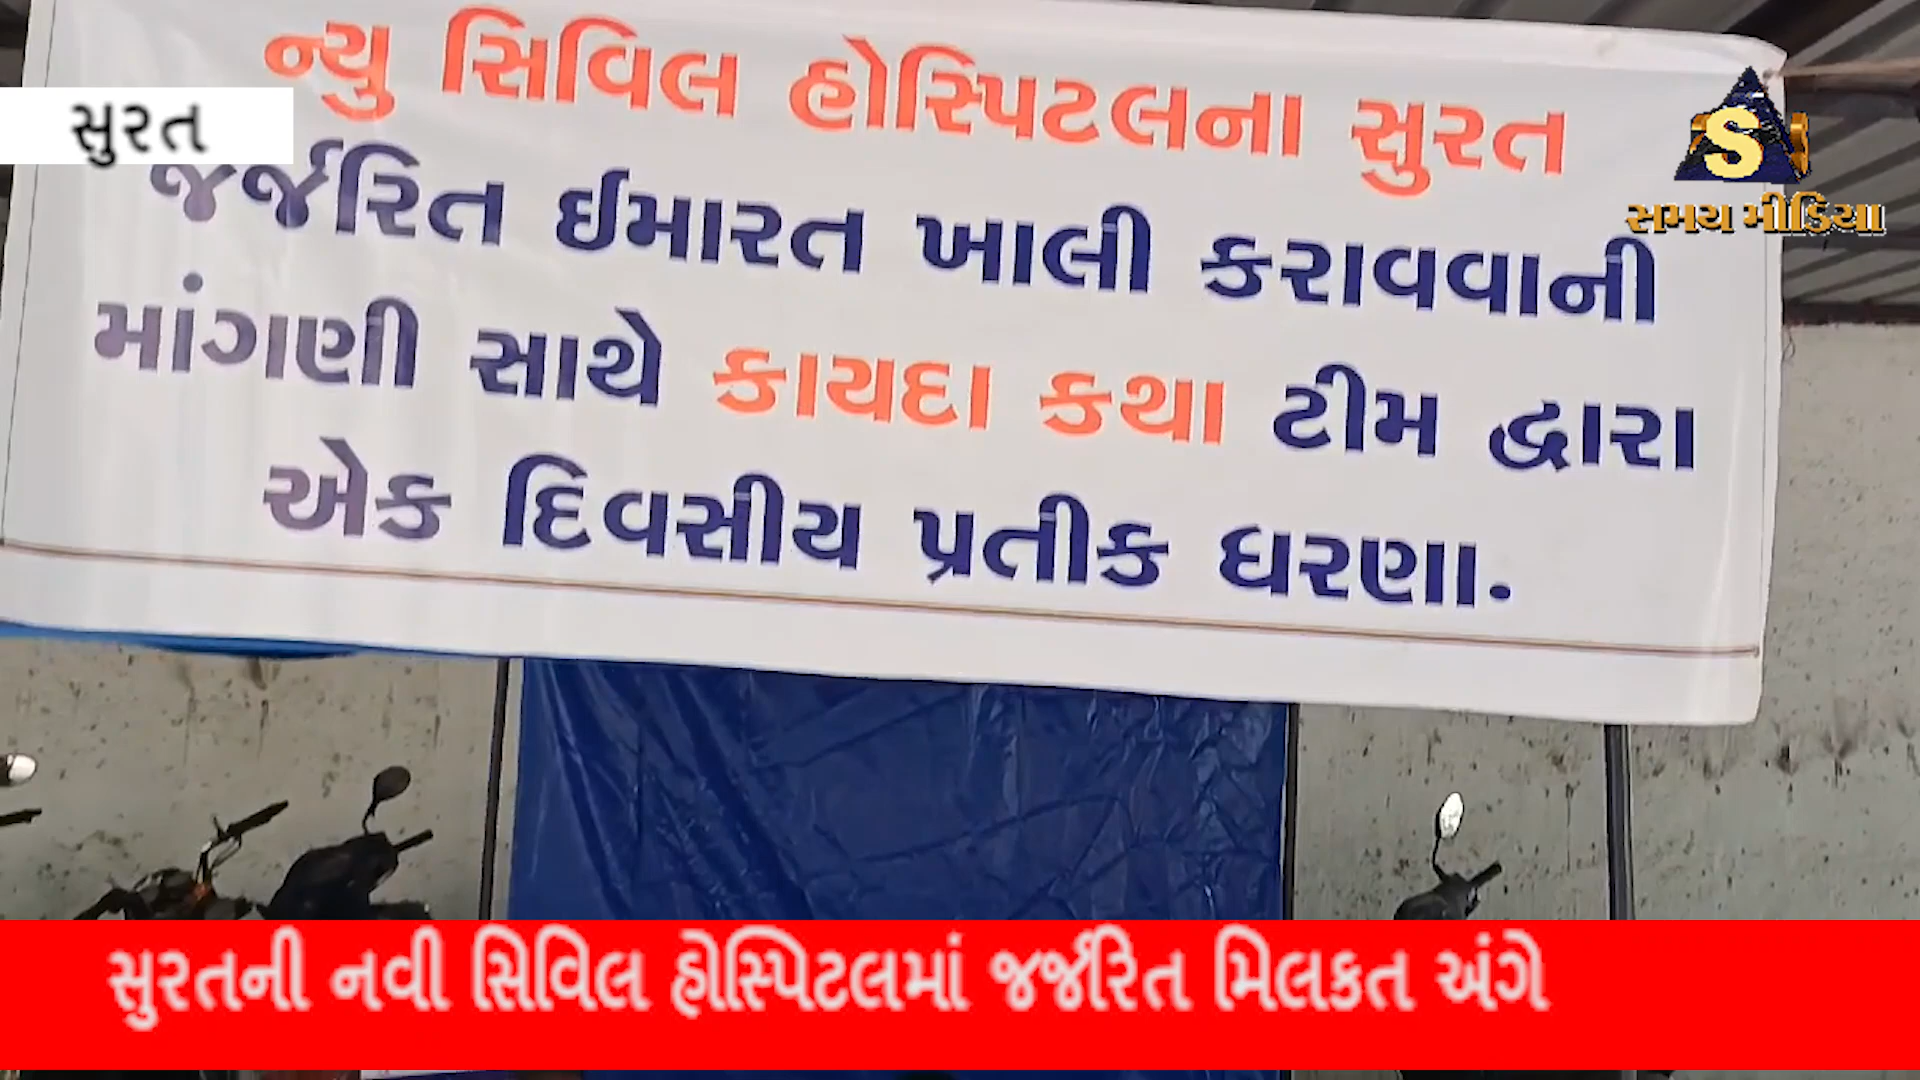 ન્યુ સિવિલ હોસ્પિટલના સુરત
સુરત
જર્જરિત ઈમારત ખાલી કરાવવાની
માંગણી સાથે કાયદા કથા ટીમ દ્વારા
એક દિવસીય પ્રતીક ધરણા.
S
સમય મીડિયા
સુરતની નવી સિવિલ હોસ્પિટલમાં જર્જરિત મિલકત અંગે